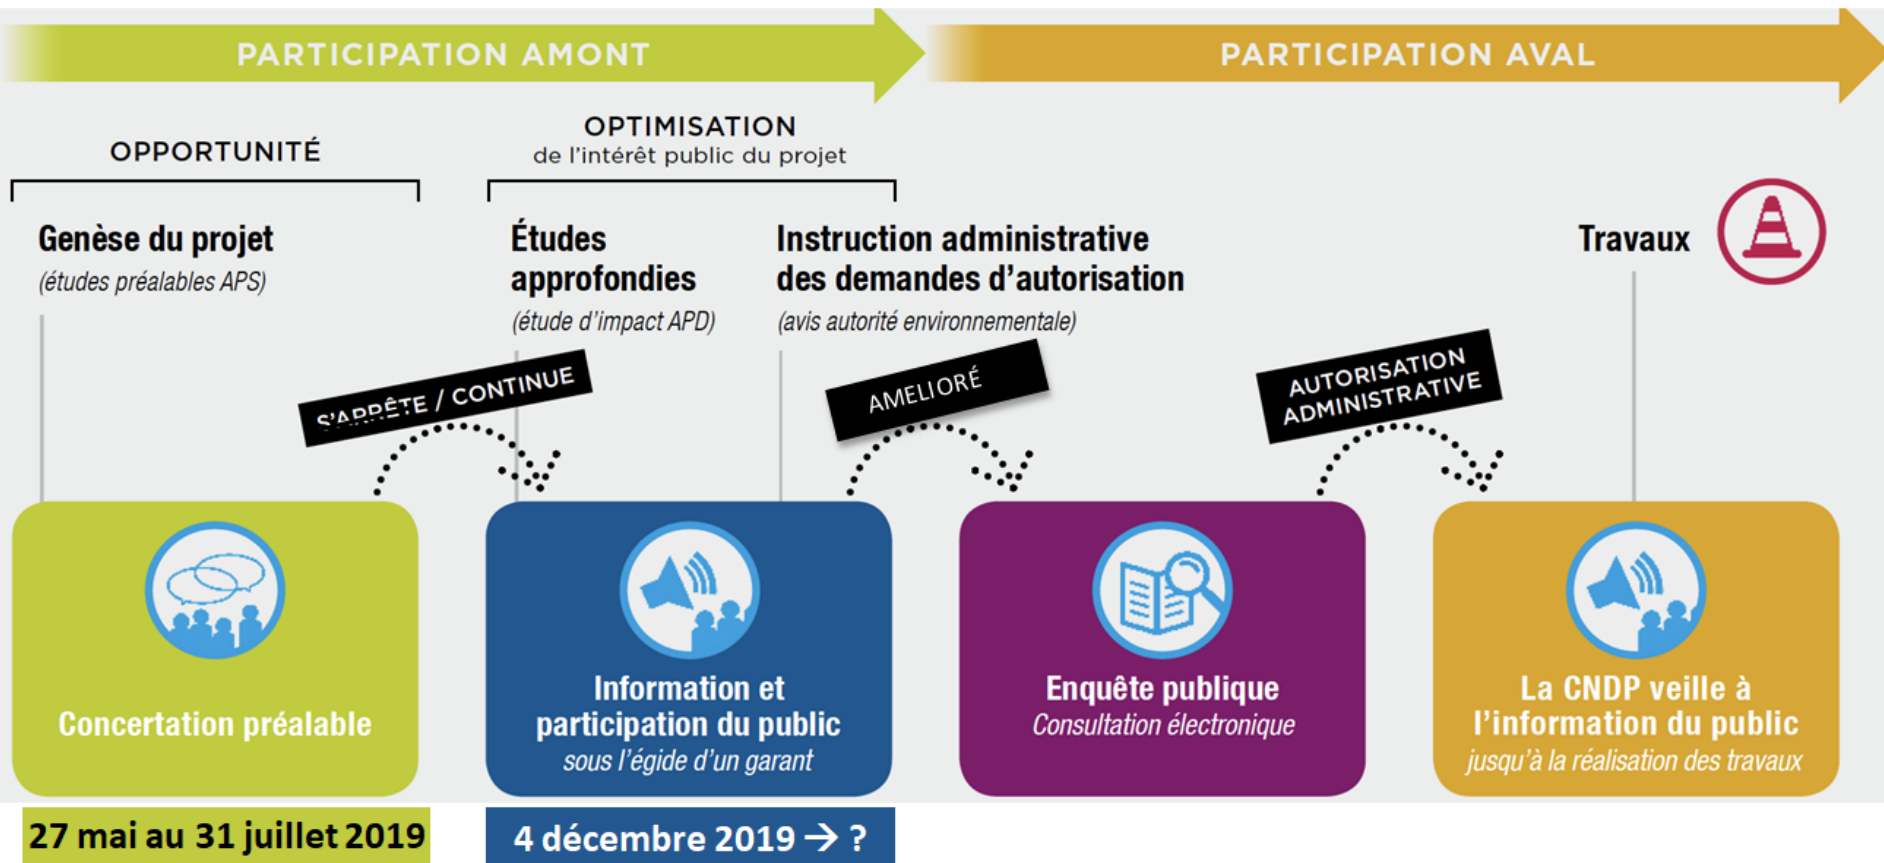 PARTICIPATION AMONT
PARTICIPATION AVAL
OPPORTUNITÉ
OPTIMISATION
de l'intérêt public du projet
Genèse du projet
(études préalables APS)
Études
approfondies
(étude d'impact APD)
Instruction administrative
des demandes d'autorisation
(avis autorité environnementale)
Travaux
S'ARRÊTE / CONTINUE
AMELIORÉ
AUTORISATION
ADMINISTRATIVE
Concertation préalable
Information et
participation du public
sous l'égide d'un garant
Enquête publique
Consultation électronique
La CNDP veille à
l'information du public
jusqu'à la réalisation des travaux
27 mai au 31 juillet 2019
4 décembre 2019 → ?